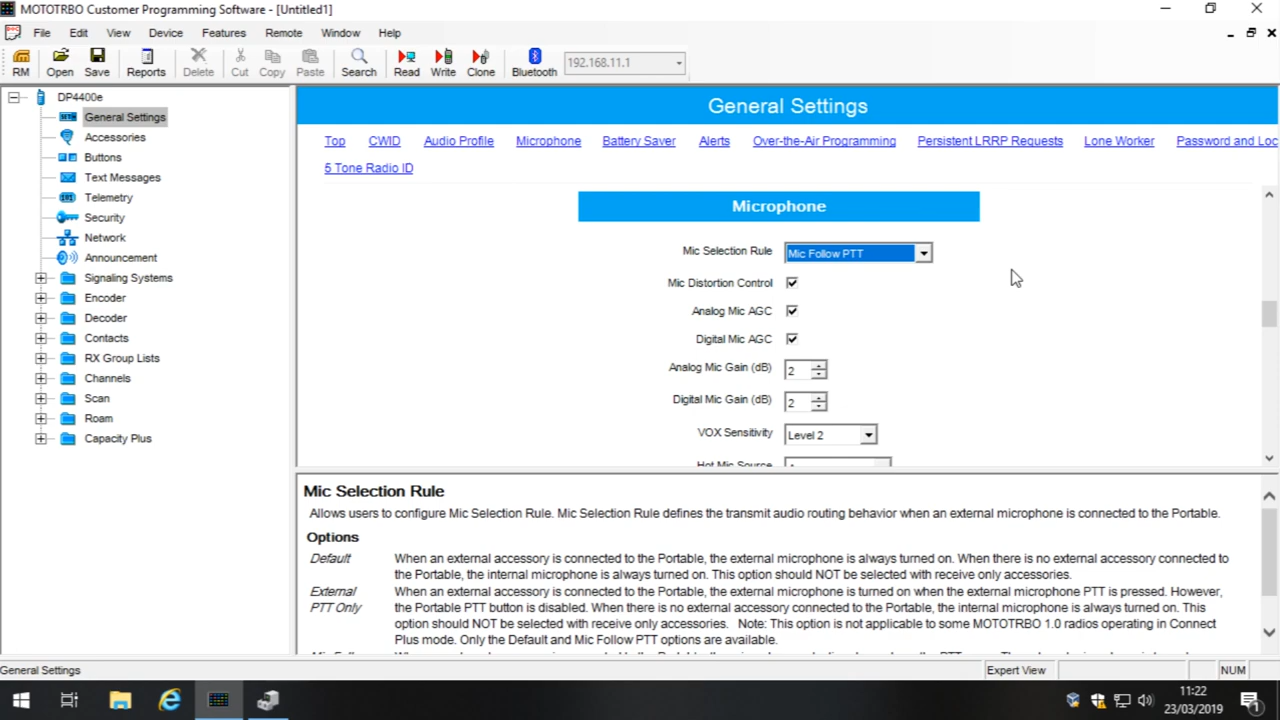 MOTOTRBO Customer Programming Software - [Untitled1]
File Edit View Device Features Remote Window Help
RM Open Save Reports Delete Cut Copy Paste Search Read Write Clone Bluetooth 192.168.11.1
DP4400e
General Settings
Accessories
Buttons
Text Messages
Telemetry
Security
Network
Announcement
Signaling Systems
Encoder
Decoder
Contacts
RX Group Lists
Channels
Scan
Roam
Capacity Plus
General Settings
Top CWID Audio Profile Microphone Battery Saver Alerts Over-the-Air Programming Persistent LRRP Requests Lone Worker Password and Loc
5 Tone Radio ID
Microphone
Mic Selection Rule Mic Follow PTT
Mic Distortion Control
Analog Mic AGC
Digital Mic AGC
Analog Mic Gain (dB) 2
Digital Mic Gain (dB) 2
VOX Sensitivity Level 2
Hot Mic Source
Mic Selection Rule
Allows users to configure Mic Selection Rule. Mic Selection Rule defines the transmit audio routing behavior when an external microphone is connected to the Portable.
Options
Default When an external accessory is connected to the Portable, the external microphone is always turned on. When there is no external accessory connected to
the Portable, the internal microphone is always turned on. This option should NOT be selected with receive only accessories.
External When an external accessory is connected to the Portable, the external microphone is turned on when the external microphone PTT is pressed. However,
PTT Only the Portable PTT button is disabled. When there is no external accessory connected to the Portable, the internal microphone is always turned on. This
option should NOT be selected with receive only accessories. Note: This option is not applicable to some MOTOTRBO 1.0 radios operating in Connect
Plus mode. Only the Default and Mic Follow PTT options are available.
General Settings Expert View NUM
11:22
23/03/2019
1